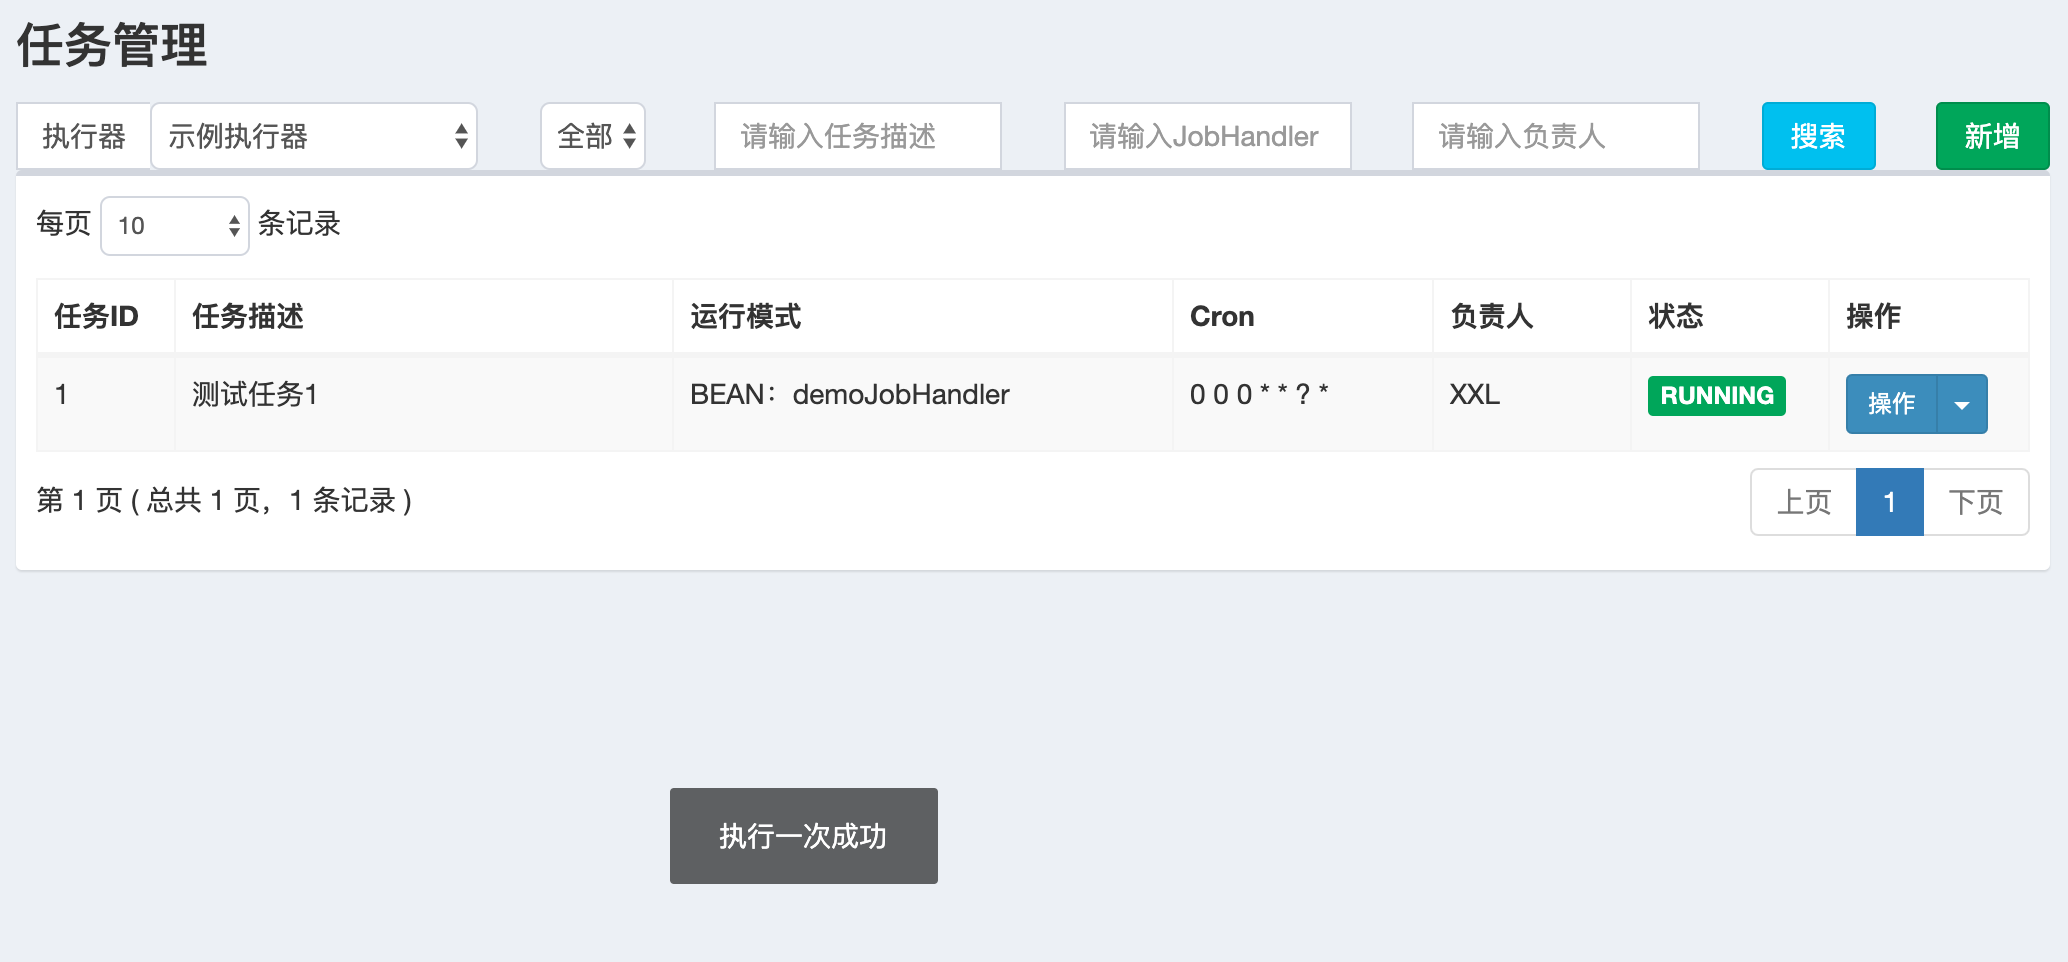 任务管理
执行器 示例执行器 全部 请输入任务描述 请输入JobHandler 请输入负责人 搜索 新增
每页 10 条记录
任务ID 任务描述 运行模式 Cron 负责人 状态 操作
1 测试任务1 BEAN：demoJobHandler 0 0 0 * * ? * XXL RUNNING 操作
第 1 页 ( 总共 1 页，1 条记录 ) 上页 1 下页
执行一次成功